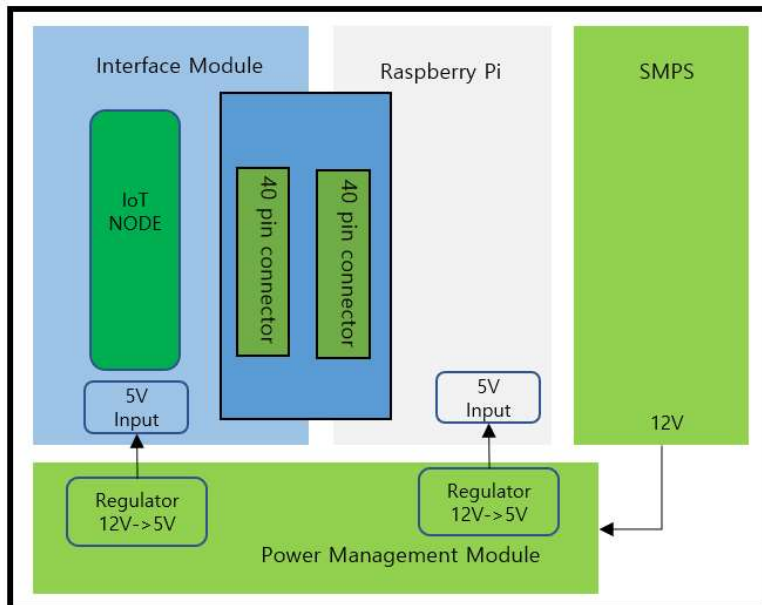 Interface Module
Raspberry Pi
SMPS
IoT
NODE
40 pin connector
40 pin connector
5V
Input
5V
Input
12V
Regulator
12V->5V
Regulator
12V->5V
Power Management Module